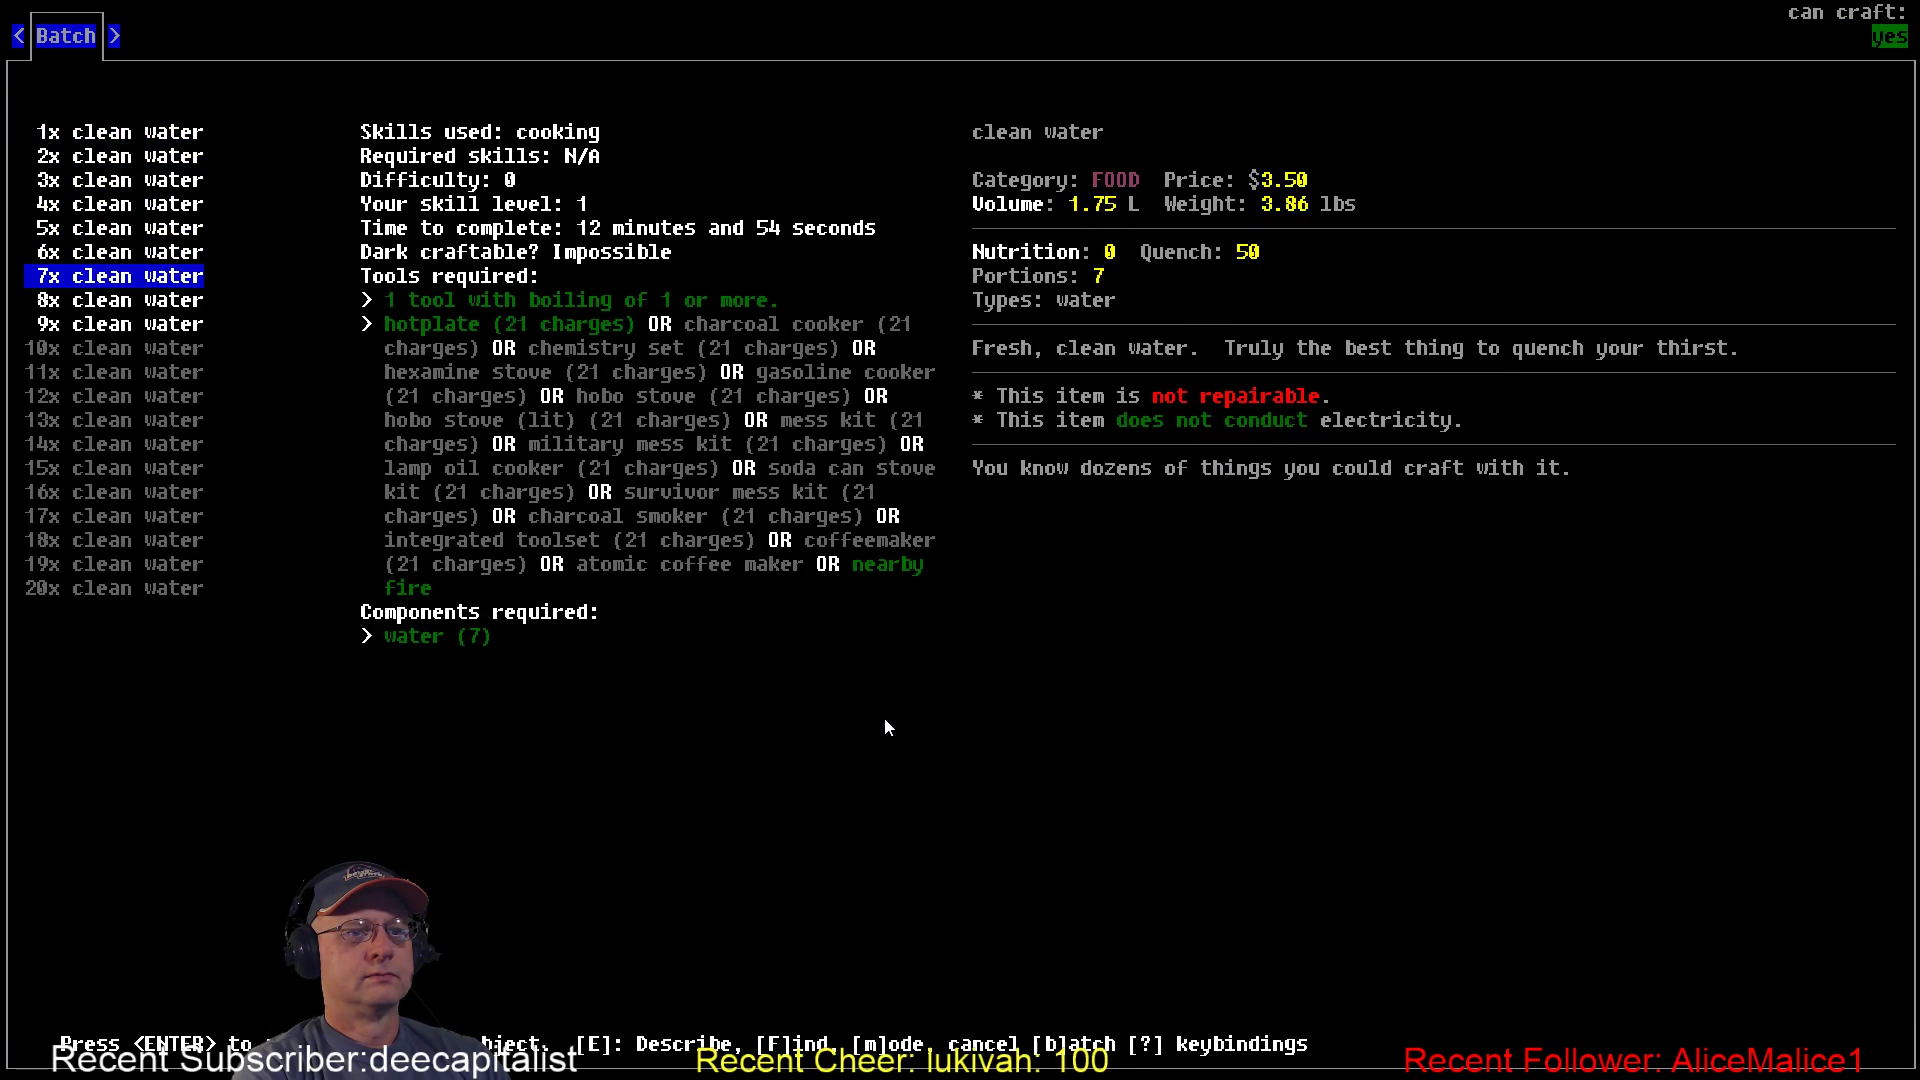 can craft:
< Batch >
yes
1x clean water
2x clean water
3x clean water
4x clean water
5x clean water
6x clean water
7x clean water
8x clean water
9x clean water
10x clean water
11x clean water
12x clean water
13x clean water
14x clean water
15x clean water
16x clean water
17x clean water
18x clean water
19x clean water
20x clean water
Skills used: cooking
Required skills: N/A
Difficulty: 0
Your skill level: 1
Time to complete: 12 minutes and 54 seconds
Dark craftable? Impossible
Tools required:
> 1 tool with boiling of 1 or more.
> hotplate (21 charges) OR charcoal cooker (21
charges) OR chemistry set (21 charges) OR
hexamine stove (21 charges) OR gasoline cooker
(21 charges) OR hobo stove (21 charges) OR
hobo stove (lit) (21 charges) OR mess kit (21
charges) OR military mess kit (21 charges) OR
lamp oil cooker (21 charges) OR soda can stove
kit (21 charges) OR survivor mess kit (21
charges) OR charcoal smoker (21 charges) OR
integrated toolset (21 charges) OR coffeemaker
(21 charges) OR atomic coffee maker OR nearby
fire
Components required:
> water (7)
clean water
Category: FOOD Price: $3.50
Volume: 1.75 L Weight: 3.86 lbs
Nutrition: 0 Quench: 50
Portions: 7
Types: water
Fresh, clean water. Truly the best thing to quench your thirst.
* This item is not repairable.
* This item does not conduct electricity.
You know dozens of things you could craft with it.
Press <ENTER> to bject. [E]: Describe, [F]ind, [m]ode, cancel [b]atch [?] keybindings
Recent Subscriber:deecapitalist
Recent Cheer: lukivah: 100
Recent Follower: AliceMalice1